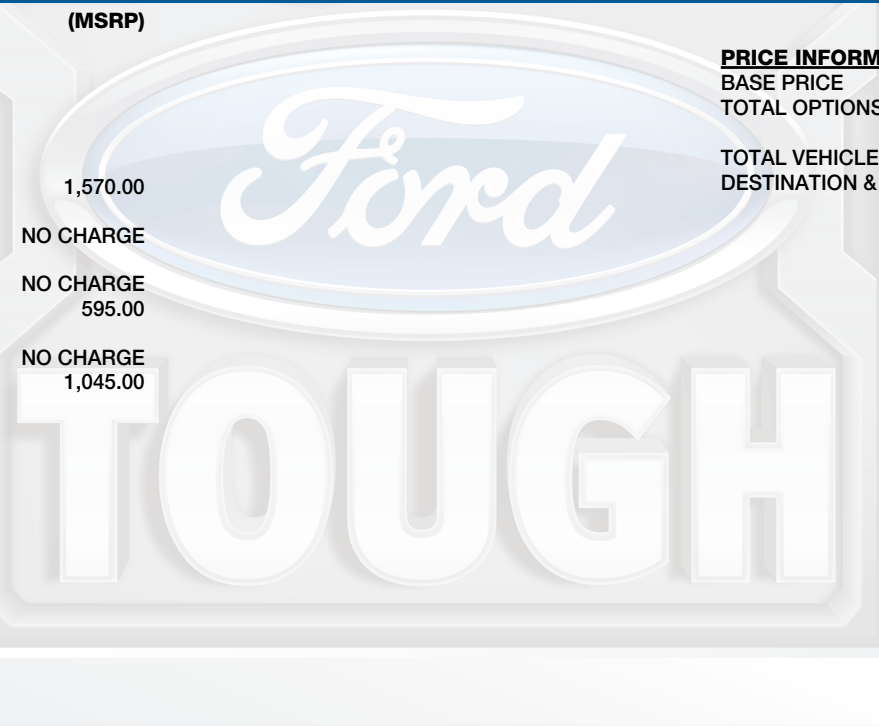 (MSRP)
1,570.00
NO CHARGE
NO CHARGE
595.00
NO CHARGE
1,045.00
PRICE INFORM
BASE PRICE
TOTAL OPTIONS
TOTAL VEHICLE
DESTINATION &
Ford
TOUGH